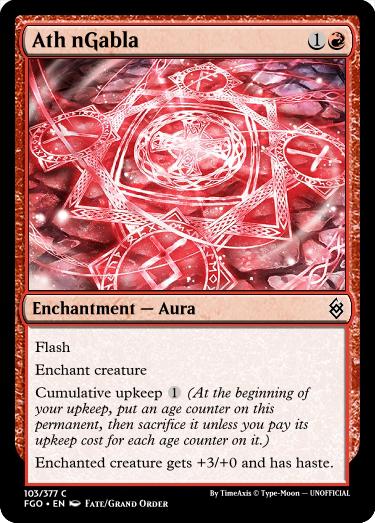 Ath nGabla
1
Enchantment — Aura
Flash
Enchant creature
Cumulative upkeep 1 (At the beginning of
your upkeep, put an age counter on this
permanent, then sacrifice it unless you pay its
upkeep cost for each age counter on it.)
Enchanted creature gets +3/+0 and has haste.
103/377 C
FGO • EN Fate/Grand Order
By TimeAxis © Type-Moon — UNOFFICIAL